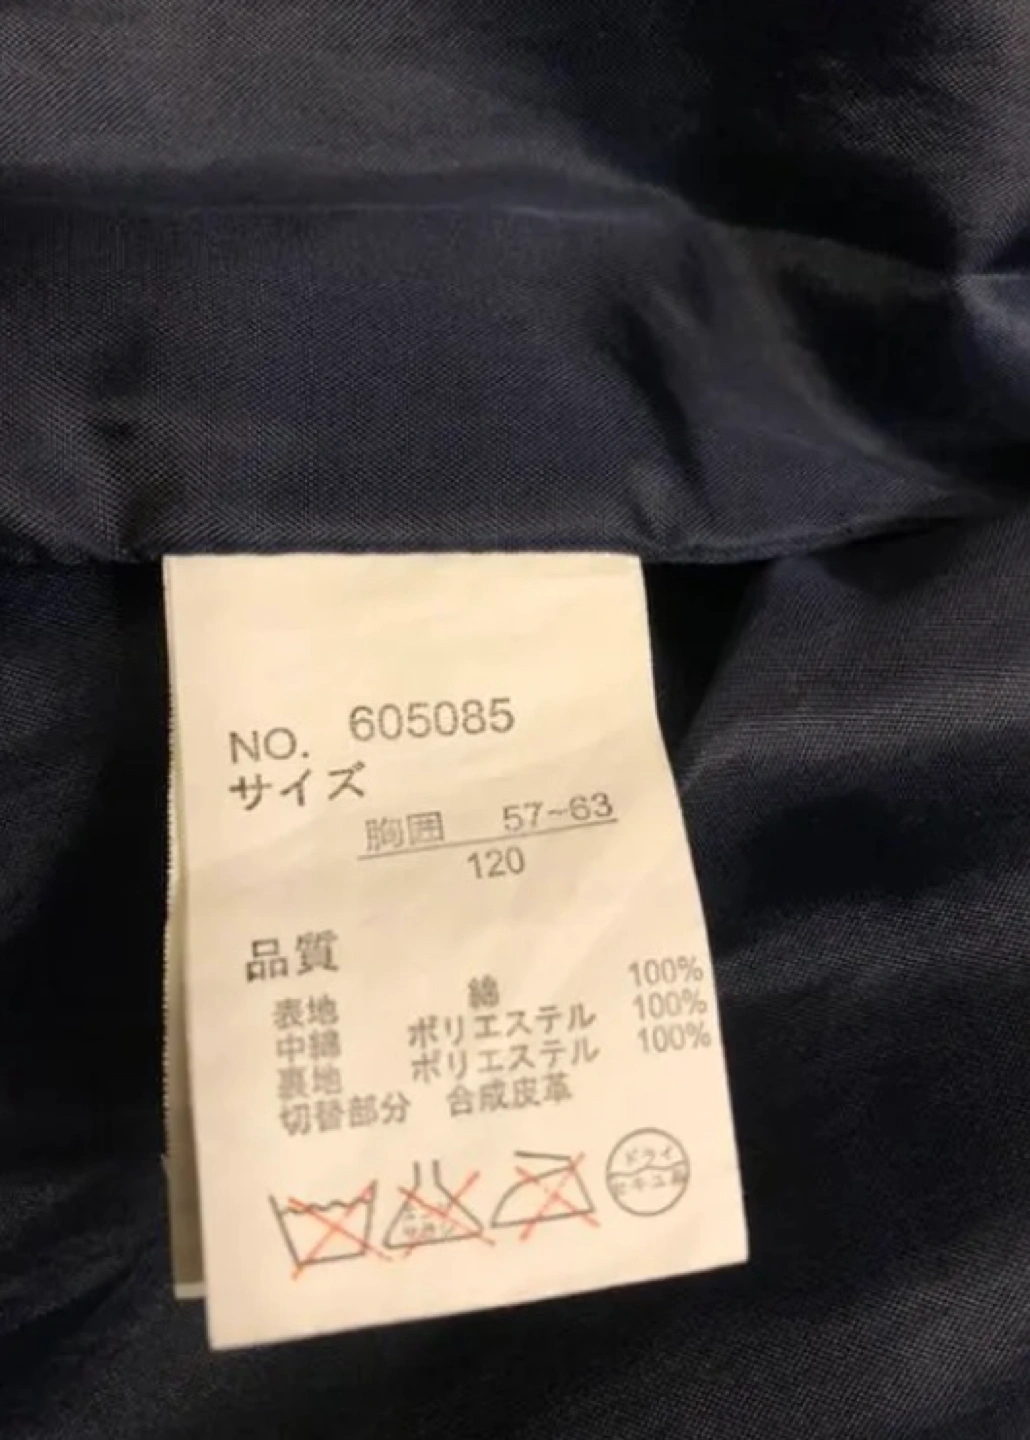 NO. 605085
サイズ
胸囲 57~63
120
品質
表地 綿 100%
中綿 ポリエステル 100%
裏地 ポリエステル 100%
切替部分 合成皮革
ドライ
セキユ系